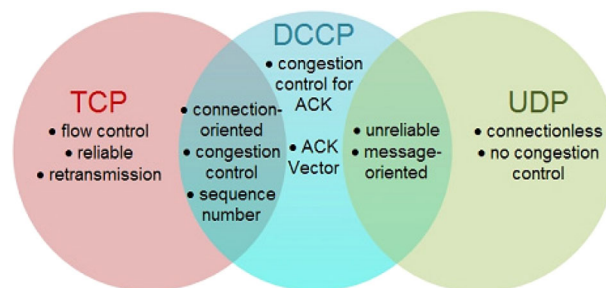 DCCP
• congestion
control for
ACK
• ACK
Vector
TCP
• flow control
• reliable
• retransmission
• connection-
oriented
• congestion
control
• sequence
number
• unreliable
• message-
oriented
UDP
• connectionless
• no congestion
control